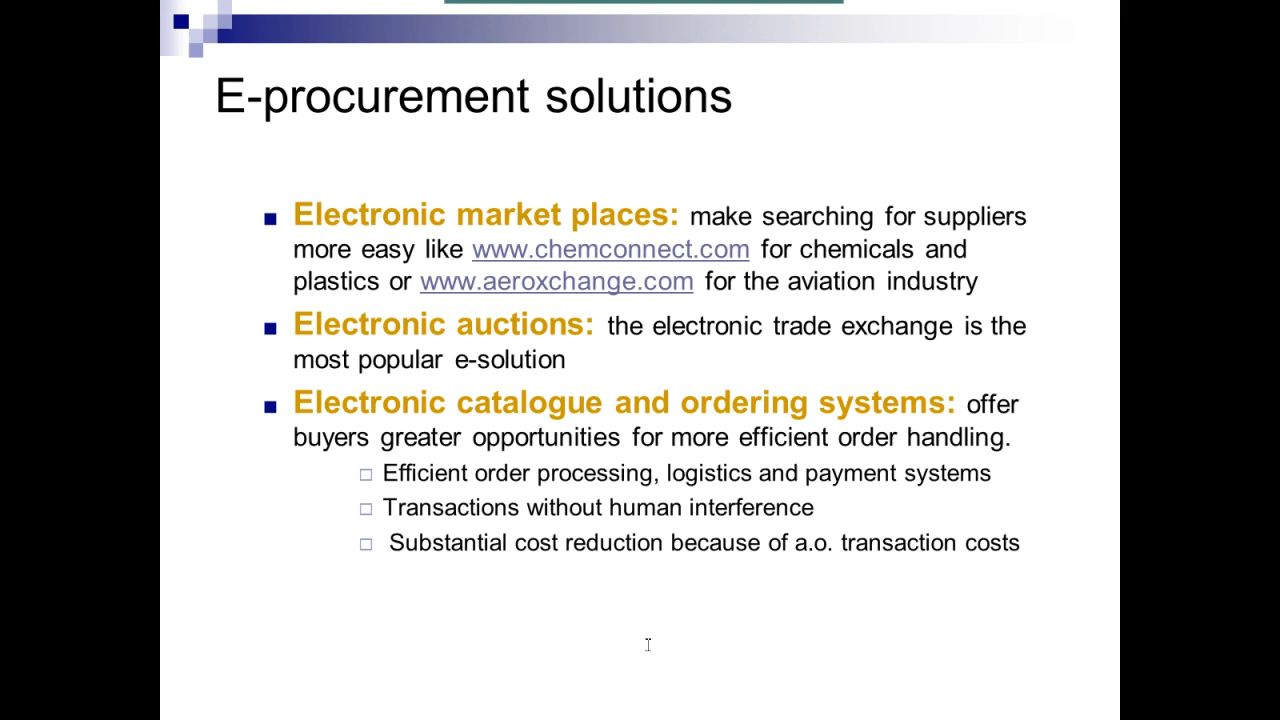 E-procurement solutions
Electronic market places: make searching for suppliers
more easy like www.chemconnect.com for chemicals and
plastics or www.aeroxchange.com for the aviation industry
Electronic auctions: the electronic trade exchange is the
most popular e-solution
Electronic catalogue and ordering systems: offer
buyers greater opportunities for more efficient order handling.
Efficient order processing, logistics and payment systems
Transactions without human interference
Substantial cost reduction because of a.o. transaction costs